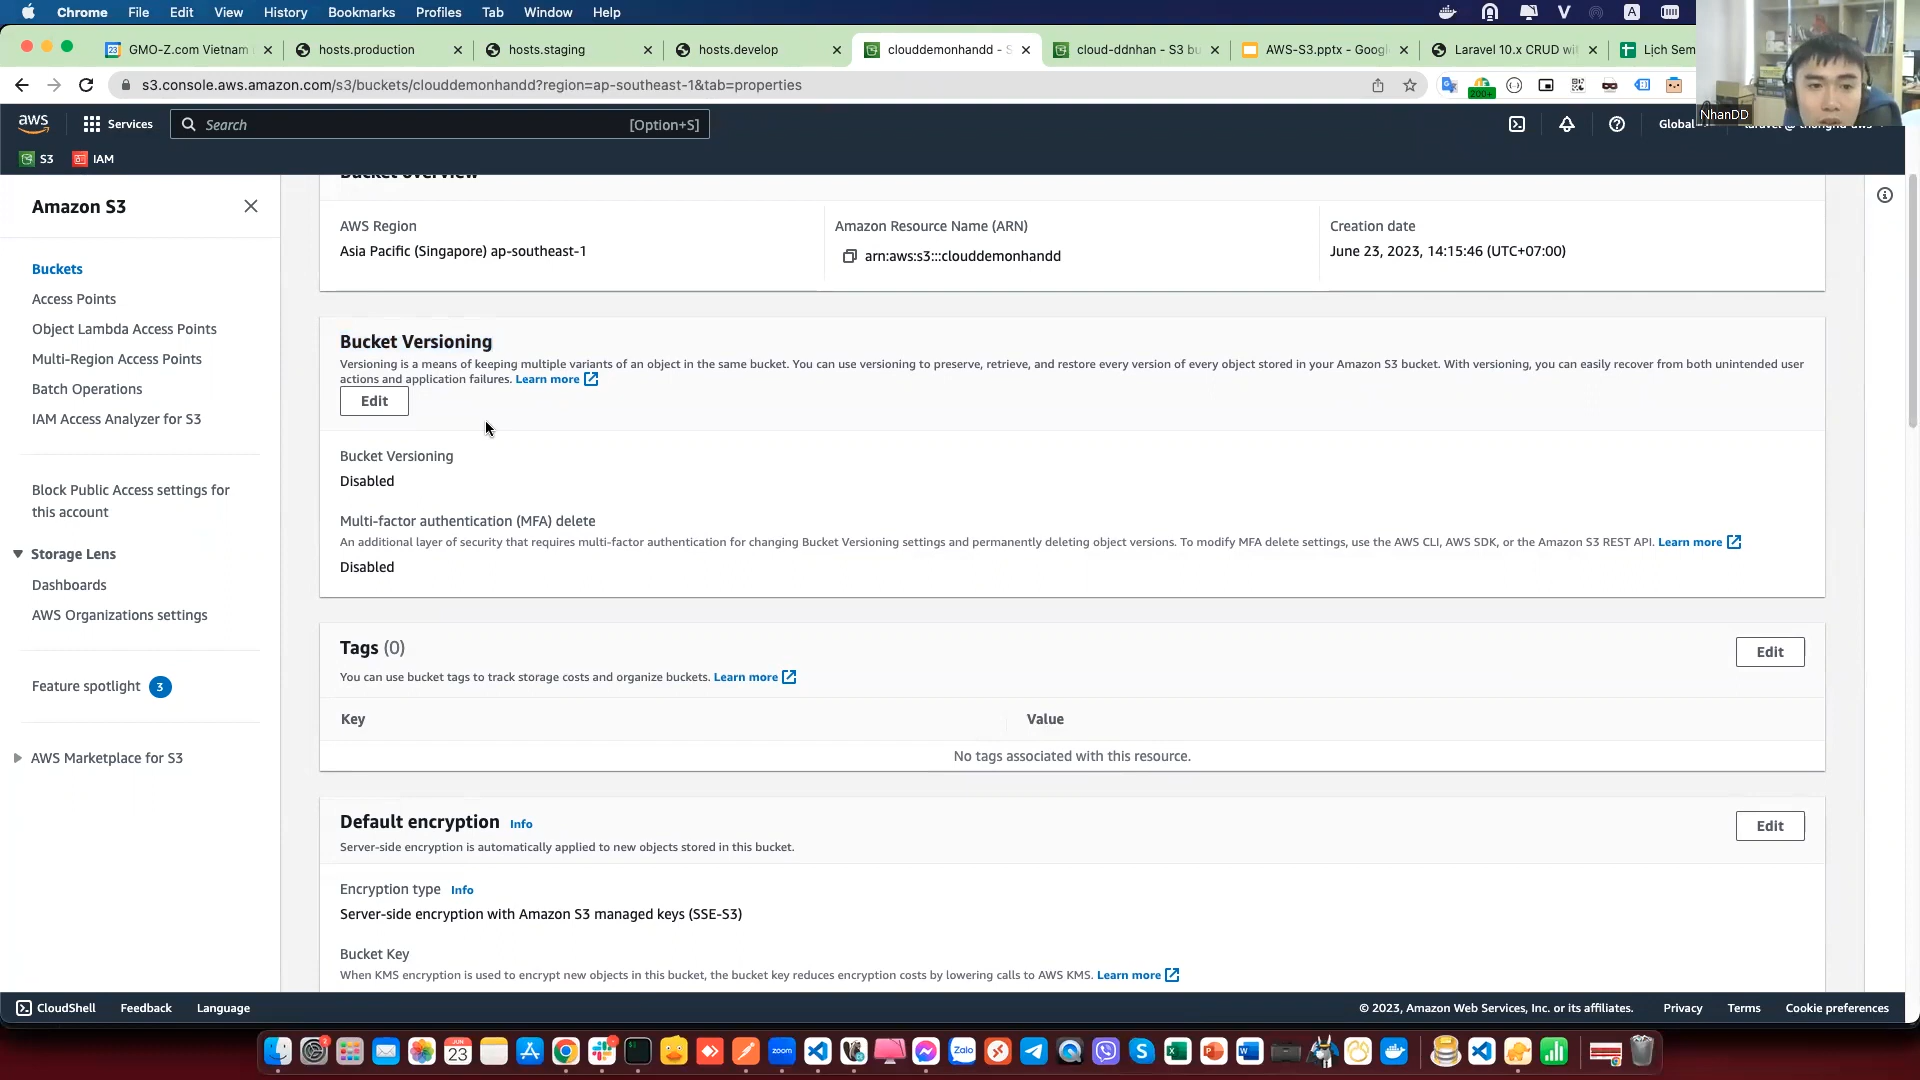 Chrome File Edit View History Bookmarks Profiles Tab Window Help
GMO-Z.com Vietnam
hosts.production
hosts.staging
hosts.develop
clouddemonhandd - S
cloud-ddnhan - S3 bu
AWS-S3.pptx - Google
Laravel 10.x CRUD wi
Lịch Sem
s3.console.aws.amazon.com/s3/buckets/clouddemonhandd?region=ap-southeast-1&tab=properties
200+
NhanDD
aws
Services
Search
[Option+S]
Global
S3
IAM
Amazon S3
Buckets
Access Points
Object Lambda Access Points
Multi-Region Access Points
Batch Operations
IAM Access Analyzer for S3
Block Public Access settings for
this account
Storage Lens
Dashboards
AWS Organizations settings
Feature spotlight 3
AWS Marketplace for S3
Bucket overview
AWS Region
Asia Pacific (Singapore) ap-southeast-1
Amazon Resource Name (ARN)
arn:aws:s3:::clouddemonhandd
Creation date
June 23, 2023, 14:15:46 (UTC+07:00)
Bucket Versioning
Versioning is a means of keeping multiple variants of an object in the same bucket. You can use versioning to preserve, retrieve, and restore every version of every object stored in your Amazon S3 bucket. With versioning, you can easily recover from both unintended user
actions and application failures. Learn more
Edit
Bucket Versioning
Disabled
Multi-factor authentication (MFA) delete
An additional layer of security that requires multi-factor authentication for changing Bucket Versioning settings and permanently deleting object versions. To modify MFA delete settings, use the AWS CLI, AWS SDK, or the Amazon S3 REST API. Learn more
Disabled
Tags (0)
Edit
You can use bucket tags to track storage costs and organize buckets. Learn more
Key
Value
No tags associated with this resource.
Default encryption Info
Edit
Server-side encryption is automatically applied to new objects stored in this bucket.
Encryption type Info
Server-side encryption with Amazon S3 managed keys (SSE-S3)
Bucket Key
When KMS encryption is used to encrypt new objects in this bucket, the bucket key reduces encryption costs by lowering calls to AWS KMS. Learn more
CloudShell
Feedback
Language
© 2023, Amazon Web Services, Inc. or its affiliates.
Privacy
Terms
Cookie preferences
JUN
23
zoom
Zalo